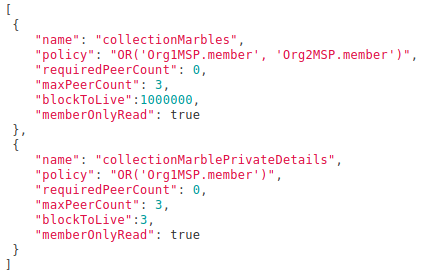 [
 {
    "name": "collectionMarbles",
    "policy": "OR('Org1MSP.member', 'Org2MSP.member')",
    "requiredPeerCount": 0,
    "maxPeerCount": 3,
    "blockToLive":1000000,
    "memberOnlyRead": true
 },
 {
    "name": "collectionMarblePrivateDetails",
    "policy": "OR('Org1MSP.member')",
    "requiredPeerCount": 0,
    "maxPeerCount": 3,
    "blockToLive":3,
    "memberOnlyRead": true
 }
]